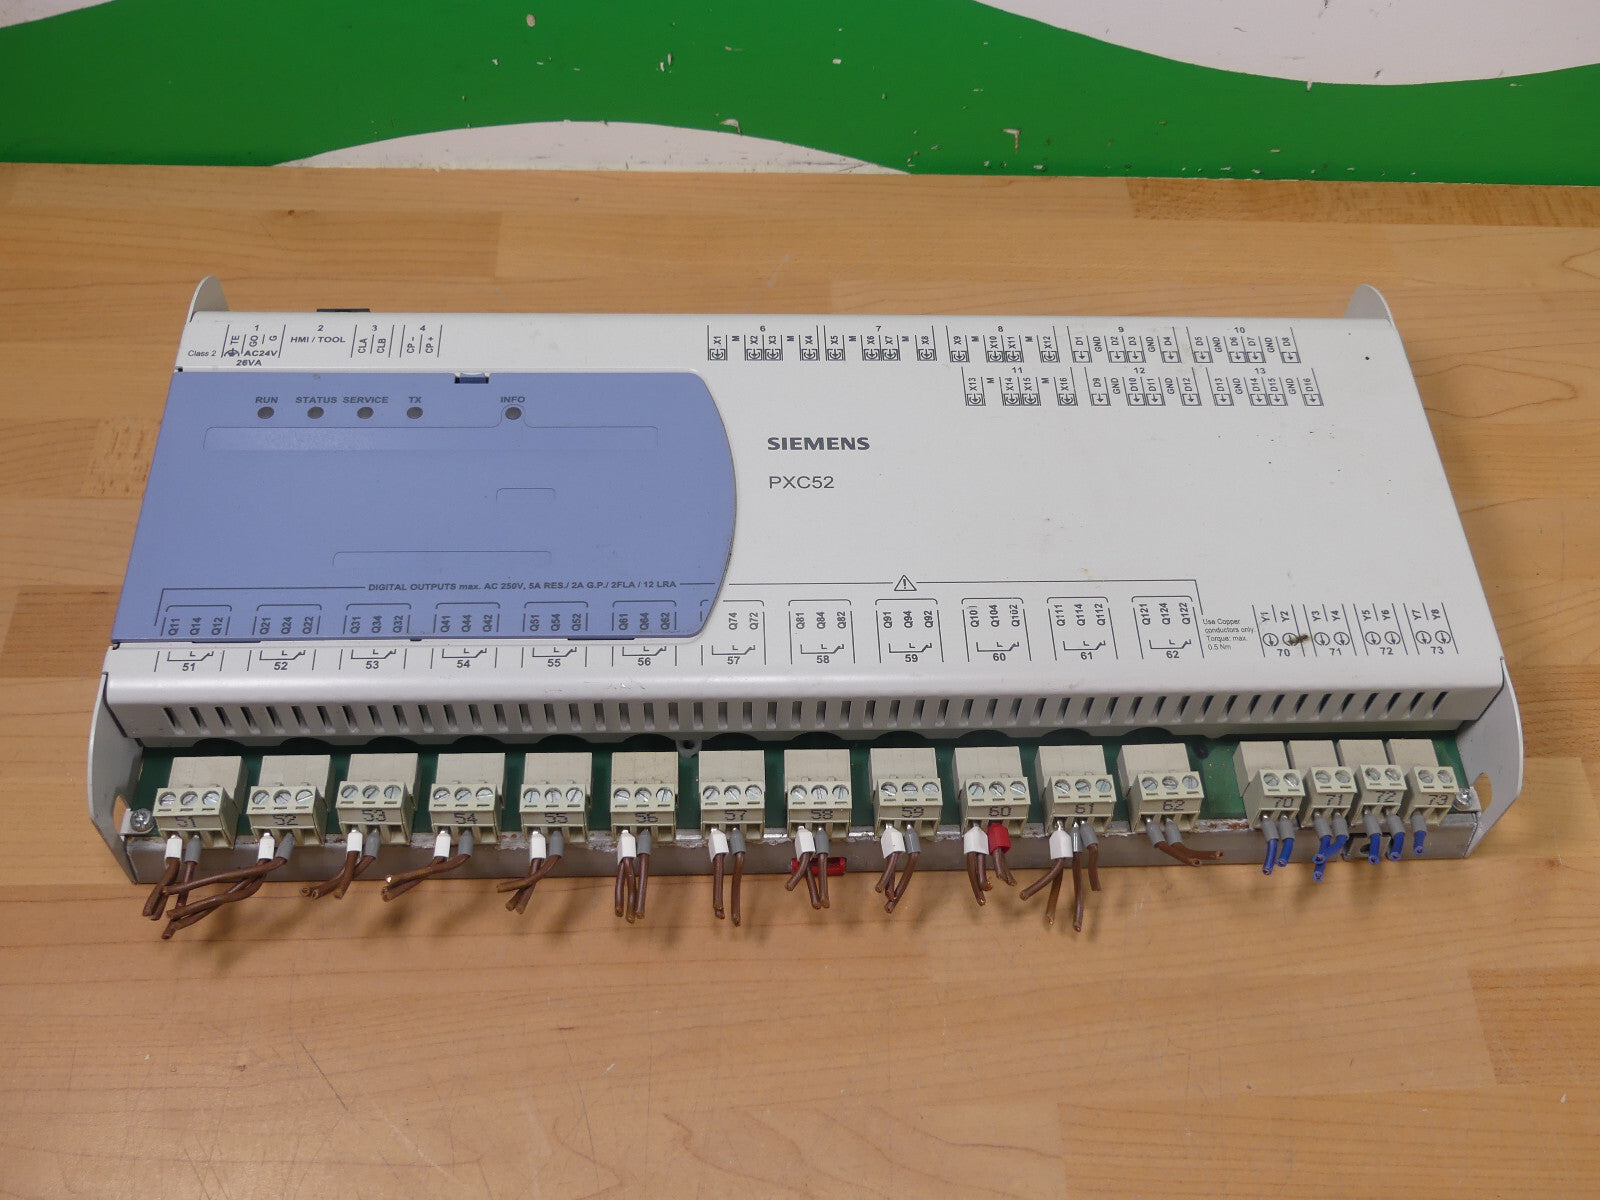 1 2 3 4
TE GO G HMI / TOOL CLA CLB CP - CP +
Class 2 AC24V
26VA
6 7 8 9 10
X1 M X2 X3 M X4 X5 M X6 X7 M X8 X9 M X10 X11 M X12 D1 GND D2 D3 GND D4 D5 GND D6 D7 GND D8
11 12 13
X13 M X14 X15 M X16 D9 GND D10 D11 GND D12 D13 GND D14 D15 GND D16
RUN STATUS SERVICE TX INFO
SIEMENS
PXC52
DIGITAL OUTPUTS max. AC 250V, 5A RES./ 2A G.P./ 2FLA / 12 LRA
Q11 Q14 Q12 Q21 Q24 Q22 Q31 Q34 Q32 Q41 Q44 Q42 Q51 Q54 Q52 Q61 Q64 Q62 Q74 Q72 Q81 Q84 Q82 Q91 Q94 Q92 Q101 Q104 Q102 Q111 Q114 Q112 Q121 Q124 Q122
Use Copper
conductors only
Torque: max.
0.5 Nm
Y1 Y2 Y3 Y4 Y5 Y6 Y7 Y8
51 52 53 54 55 56 57 58 59 60 61 62 70 71 72 73
51 52 53 54 55 56 57 58 59 60 61 62 70 71 72 73